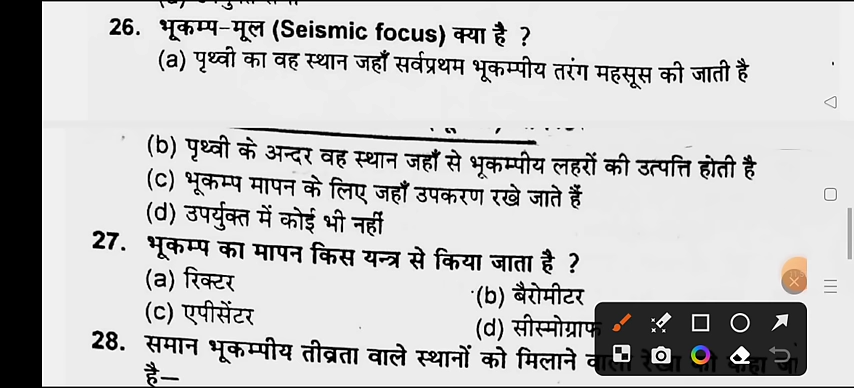 26. भूकम्प-मूल (Seismic focus) क्या है ?
(a) पृथ्वी का वह स्थान जहाँ सर्वप्रथम भूकम्पीय तरंग महसूस की जाती है
(b) पृथ्वी के अन्दर वह स्थान जहाँ से भूकम्पीय लहरों की उत्पत्ति होती है
(c) भूकम्प मापन के लिए जहाँ उपकरण रखे जाते हैं
(d) उपर्युक्त में कोई भी नहीं
27. भूकम्प का मापन किस यन्त्र से किया जाता है ?
(a) रिक्टर (b) बैरोमीटर
(c) एपीसेंटर (d) सीस्मोग्राफ
28. समान भूकम्पीय तीव्रता वाले स्थानों को मिलाने
है—